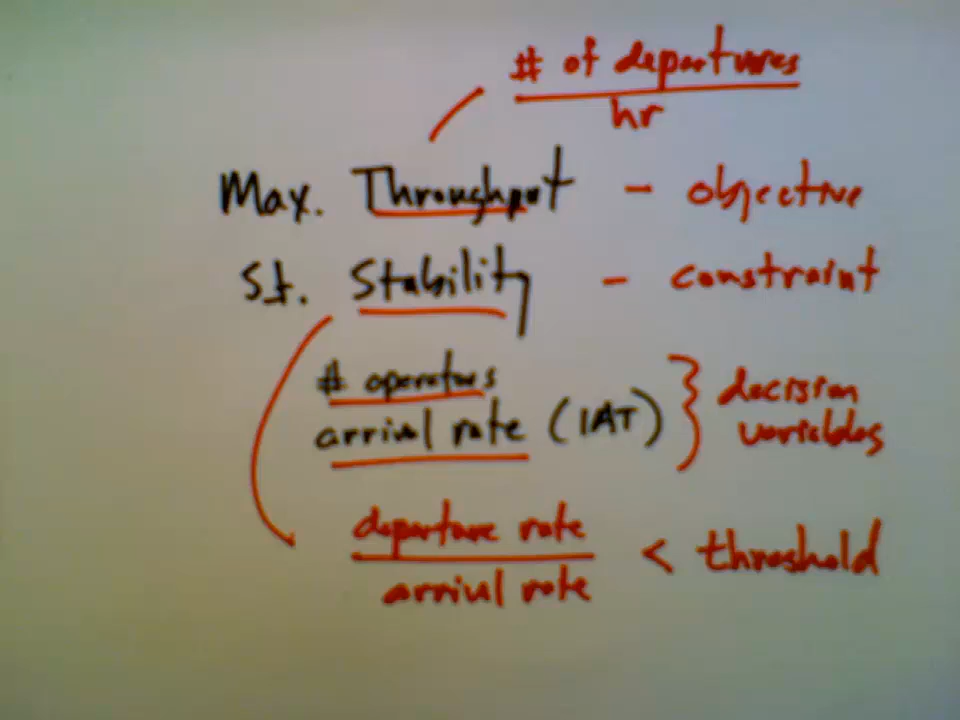 # of departures
hr
Max. Throughput - objective
St. Stability - constraint
# operators
arrival rate (IAT) } decision variables
departure rate
arrival rate < threshold